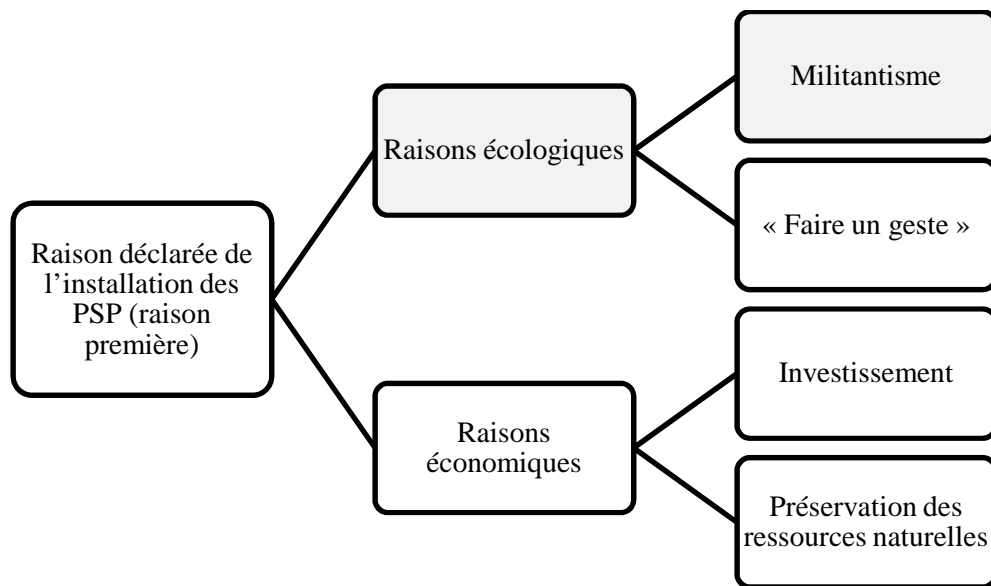 Raison déclarée de
l’installation des
PSP (raison
première)
Raisons écologiques
Militantisme
« Faire un geste »
Raisons
économiques
Investissement
Préservation des
ressources naturelles